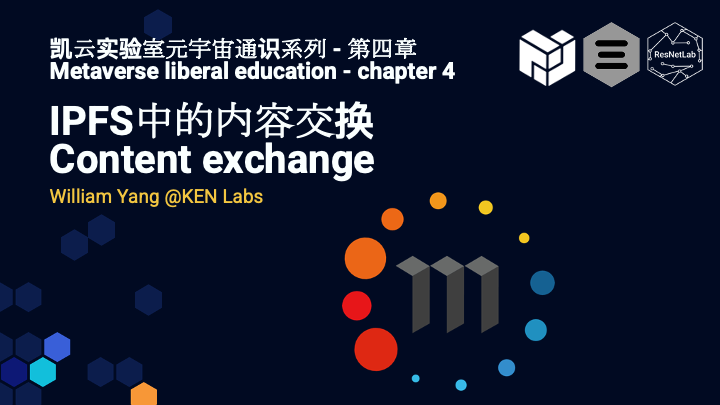 凯云实验室元宇宙通识系列 - 第四章
Metaverse liberal education - chapter 4
IPFS中的内容交换
Content exchange
William Yang @KEN Labs
ResNetLab